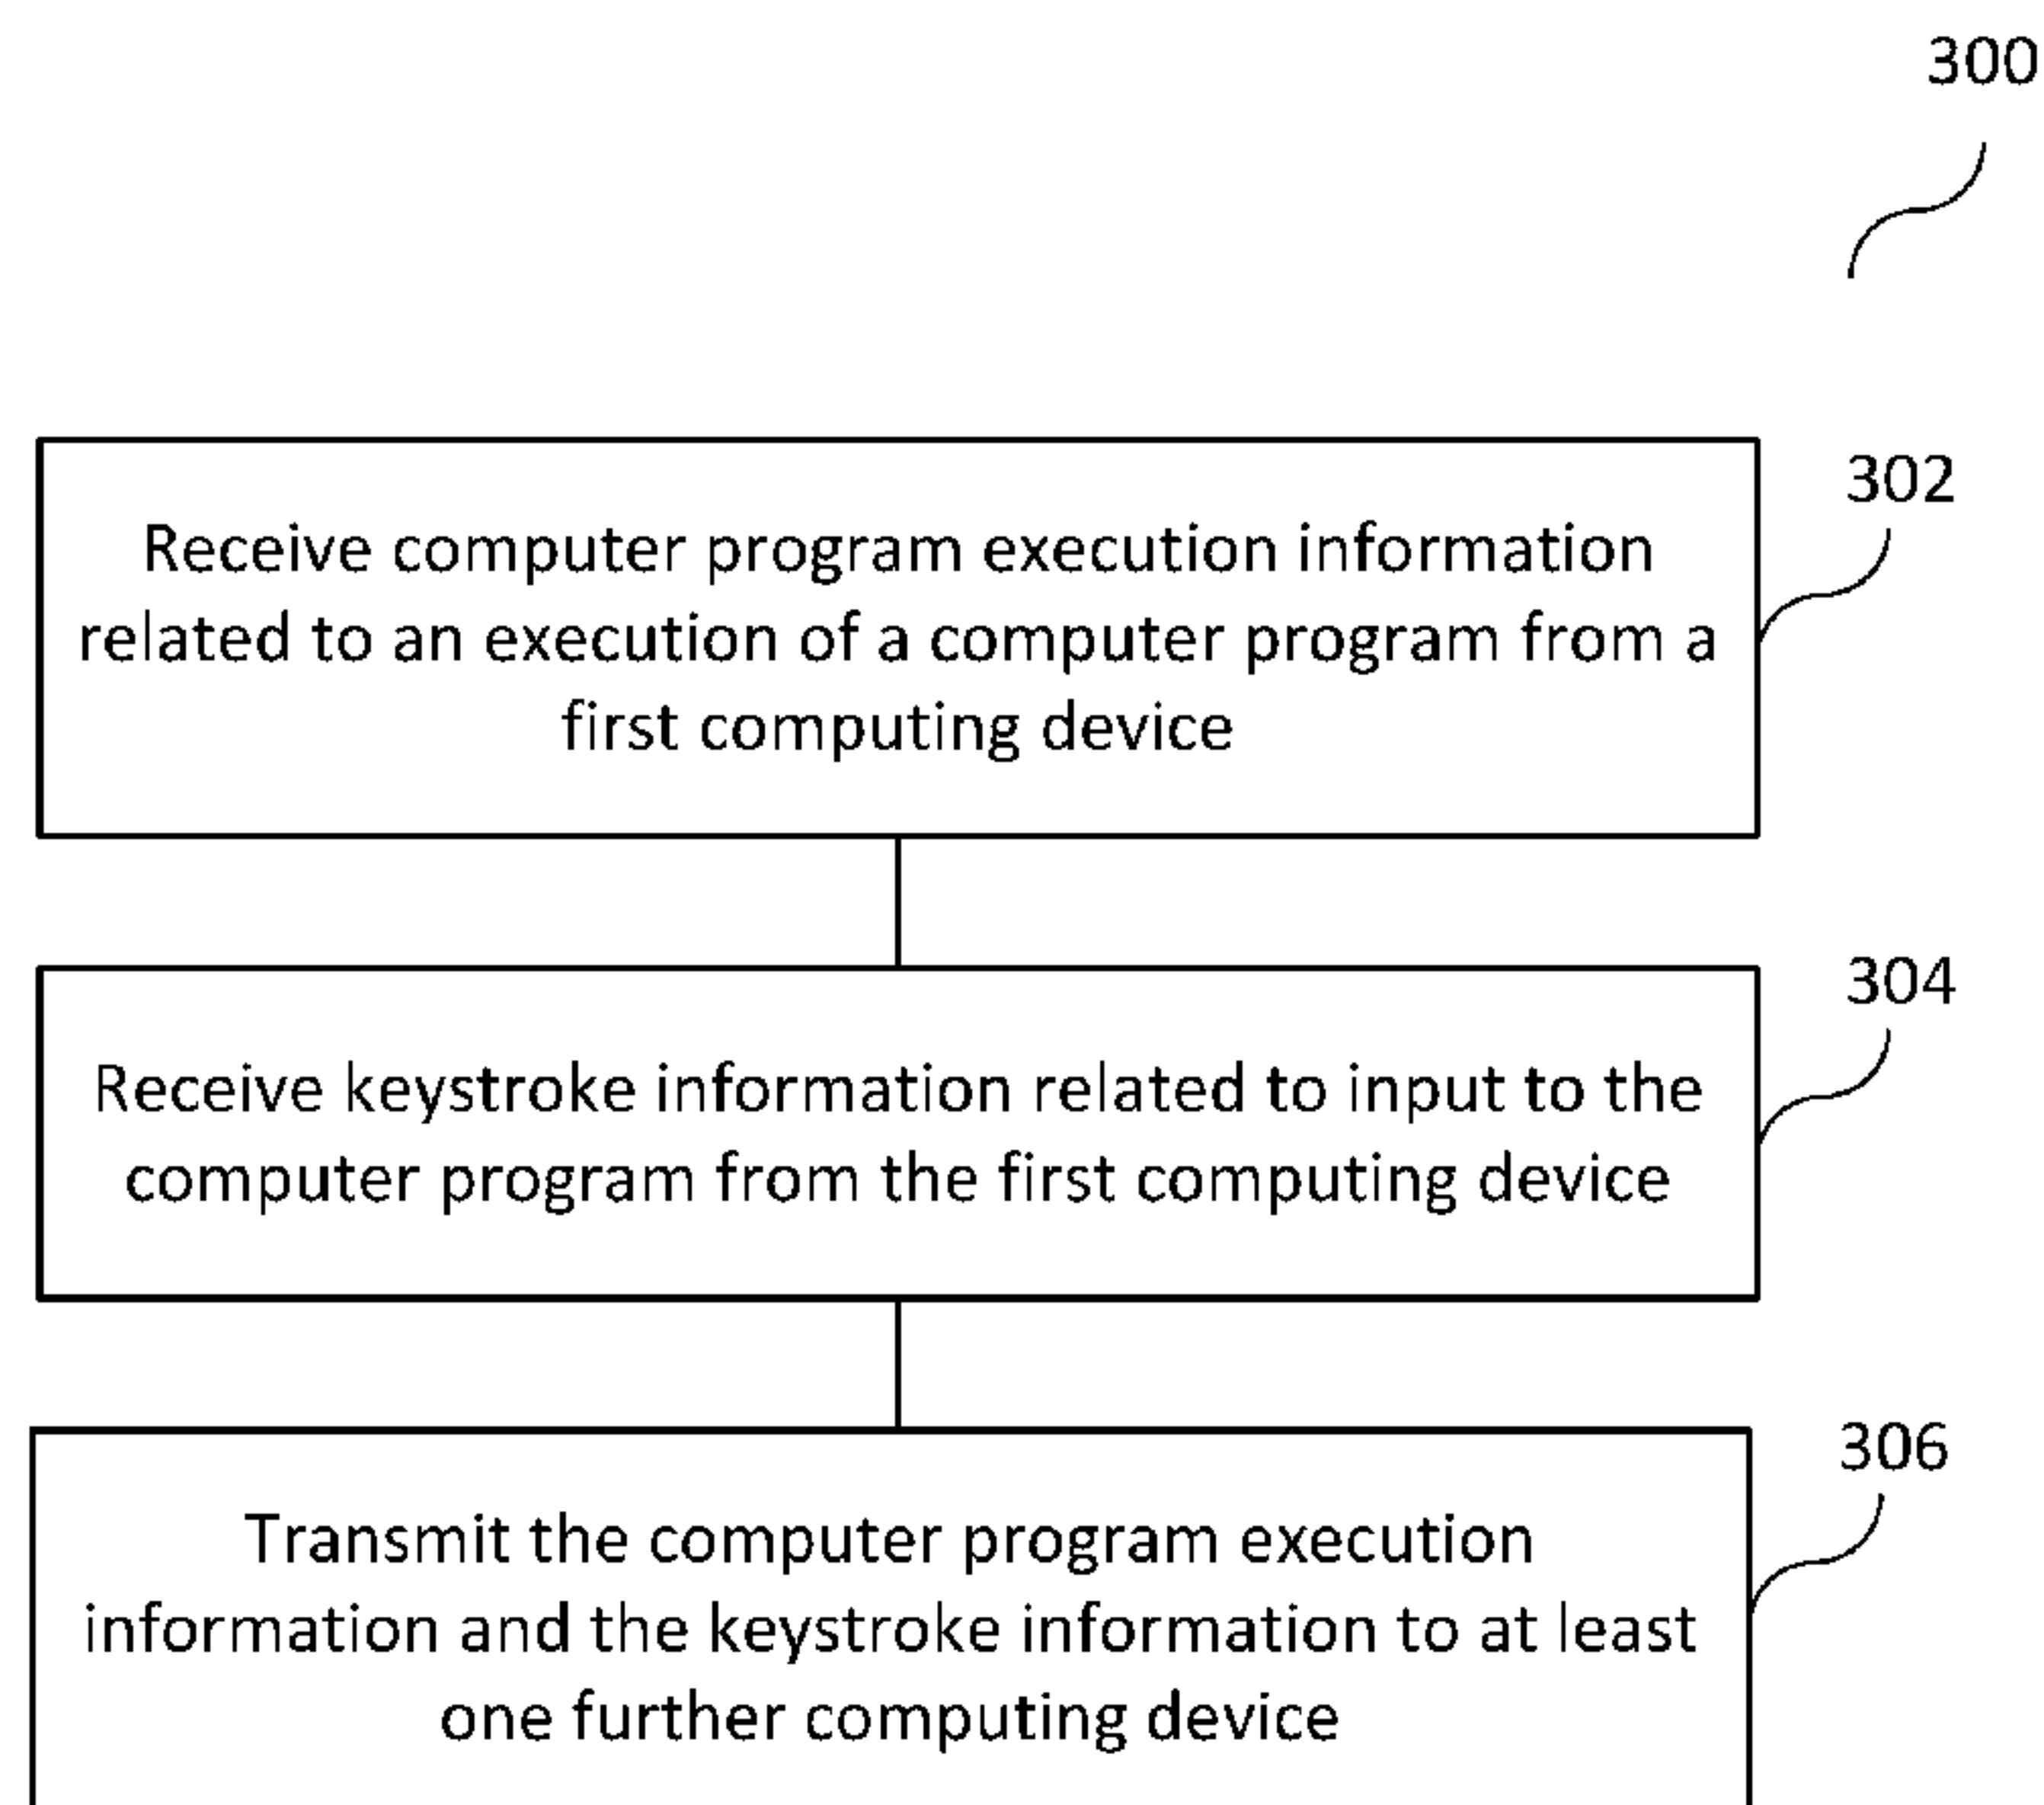 300
302
Receive computer program execution information
related to an execution of a computer program from a
first computing device
304
Receive keystroke information related to input to the
computer program from the first computing device
306
Transmit the computer program execution
information and the keystroke information to at least
one further computing device